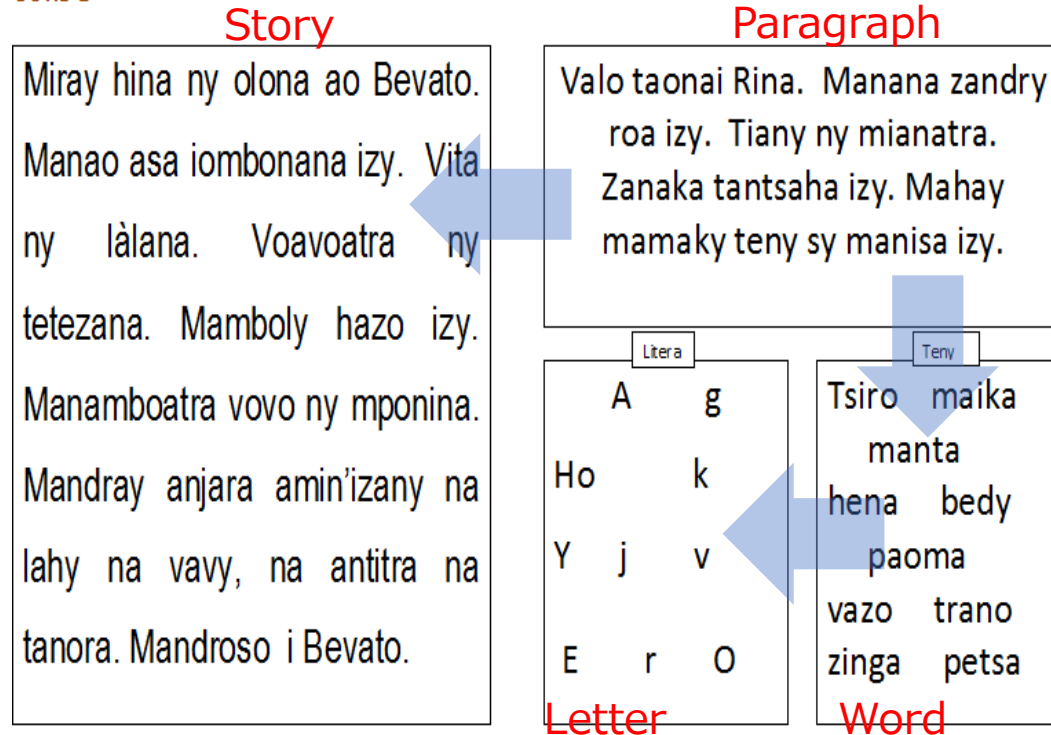 Story
Miray hina ny olona ao Bevato.
Manao asa iombonana izy. Vita
ny làlana. Voavoatra ny
tetezana. Mamboly hazo izy.
Manamboatra vovo ny mponina.
Mandray anjara amin’izany na
lahy na vavy, na antitra na
tanora. Mandroso i Bevato.
Paragraph
Valo taonai Rina. Manana zandry
roa izy. Tiany ny mianatra.
Zanaka tantsaha izy. Mahay
mamaky teny sy manisa izy.
Litera
A g
Ho k
Y j v
E r O
Letter
Teny
Tsiro maika
manta
hena bedy
paoma
vazo trano
zinga petsa
Word